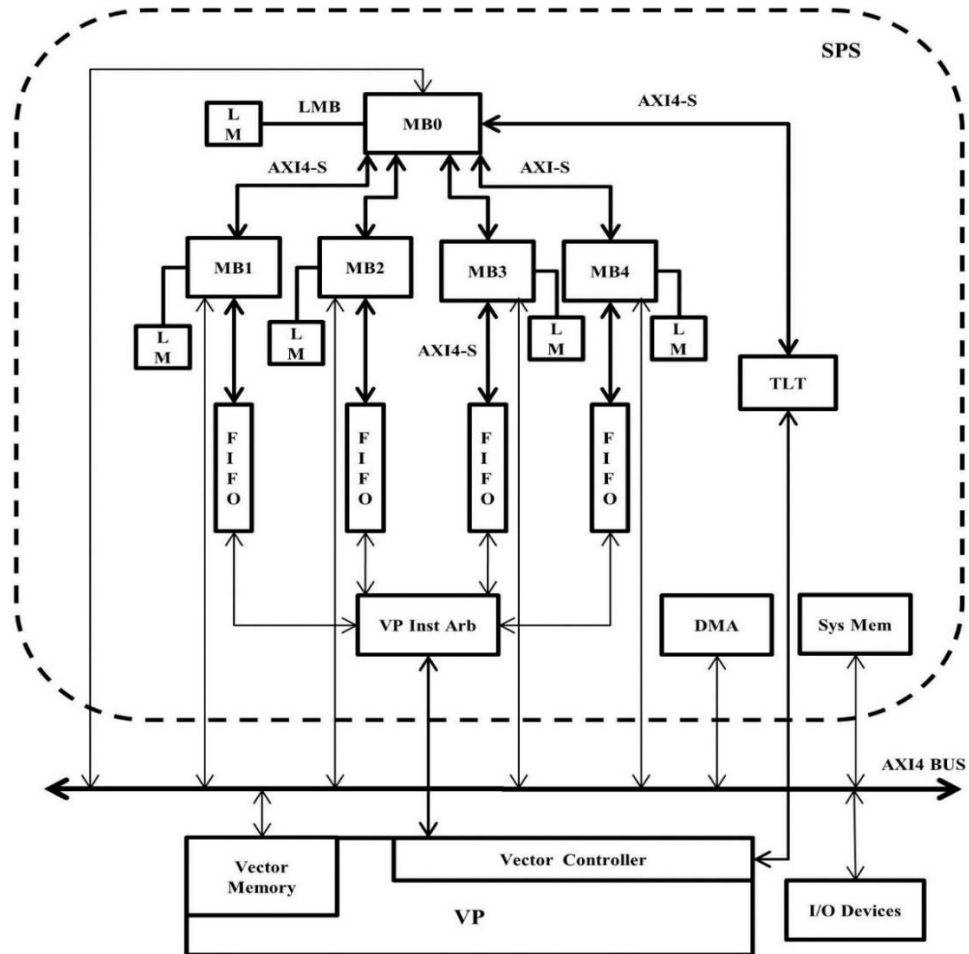 SPS
LMB
AXI4-S
L
M
MB0
AXI4-S
AXI-S
MB1
MB2
MB3
MB4
L
M
L
M
L
M
L
M
AXI4-S
TLT
F
I
F
O
F
I
F
O
F
I
F
O
F
I
F
O
VP Inst Arb
DMA
Sys Mem
AXI4 BUS
Vector
Memory
Vector Controller
VP
I/O Devices